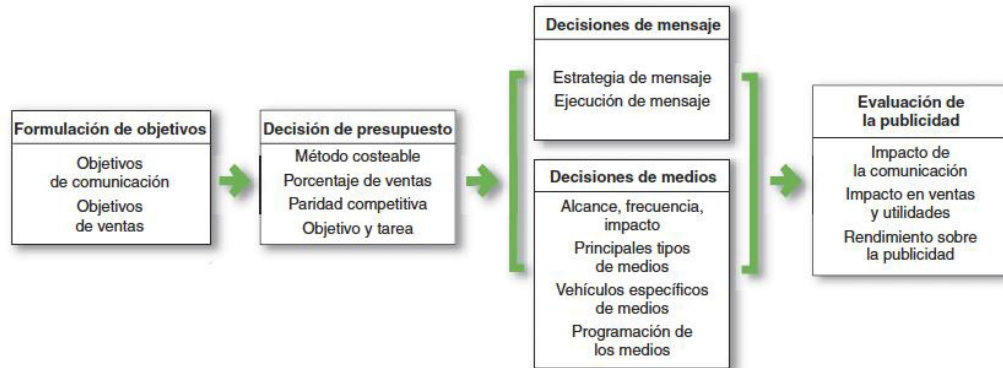 Formulación de objetivos
Objetivos
de comunicación
Objetivos
de ventas
Decisión de presupuesto
Método costeable
Porcentaje de ventas
Paridad competitiva
Objetivo y tarea
Decisiones de mensaje
Estrategia de mensaje
Ejecución de mensaje
Decisiones de medios
Alcance, frecuencia,
impacto
Principales tipos
de medios
Vehículos específicos
de medios
Programación de
los medios
Evaluación de
la publicidad
Impacto de
la comunicación
Impacto en ventas
y utilidades
Rendimiento sobre
la publicidad